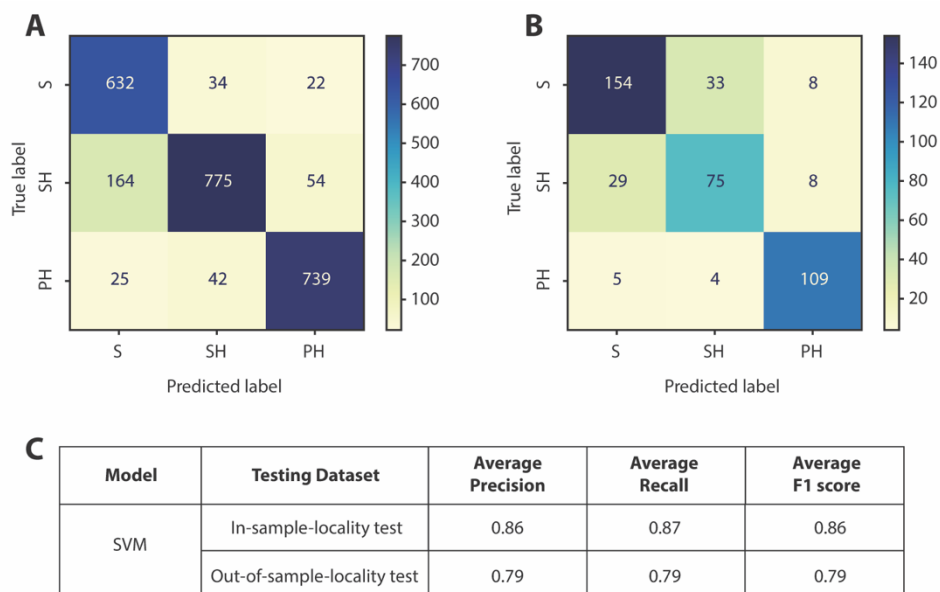 A
S
632 34 22
SH
164 775 54
PH
25 42 739
S SH PH
True label
Predicted label
700
600
500
400
300
200
100
B
S
154 33 8
SH
29 75 8
PH
5 4 109
S SH PH
True label
Predicted label
140
120
100
80
60
40
20
C
Model Testing Dataset Average Precision Average Recall Average F1 score
SVM
In-sample-locality test 0.86 0.87 0.86
Out-of-sample-locality test 0.79 0.79 0.79